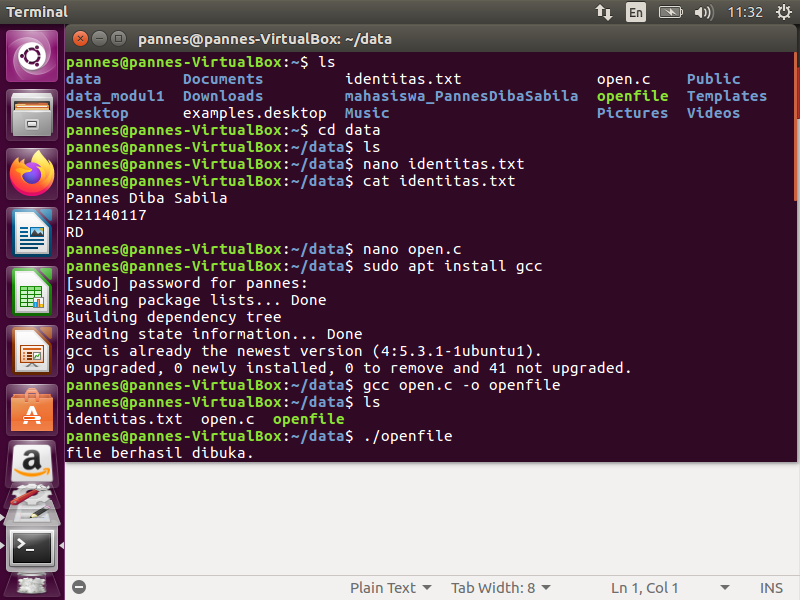 Terminal
En
11:32
pannes@pannes-VirtualBox: ~/data
pannes@pannes-VirtualBox:~$ ls
data Documents identitas.txt open.c Public
data_modul1 Downloads mahasiswa_PannesDibaSabila openfile Templates
Desktop examples.desktop Music Pictures Videos
pannes@pannes-VirtualBox:~$ cd data
pannes@pannes-VirtualBox:~/data$ ls
pannes@pannes-VirtualBox:~/data$ nano identitas.txt
pannes@pannes-VirtualBox:~/data$ cat identitas.txt
Pannes Diba Sabila
121140117
RD
pannes@pannes-VirtualBox:~/data$ nano open.c
pannes@pannes-VirtualBox:~/data$ sudo apt install gcc
[sudo] password for pannes:
Reading package lists... Done
Building dependency tree
Reading state information... Done
gcc is already the newest version (4:5.3.1-1ubuntu1).
0 upgraded, 0 newly installed, 0 to remove and 41 not upgraded.
pannes@pannes-VirtualBox:~/data$ gcc open.c -o openfile
pannes@pannes-VirtualBox:~/data$ ls
identitas.txt open.c openfile
pannes@pannes-VirtualBox:~/data$ ./openfile
file berhasil dibuka.
Plain Text Tab Width: 8 Ln 1, Col 1 INS